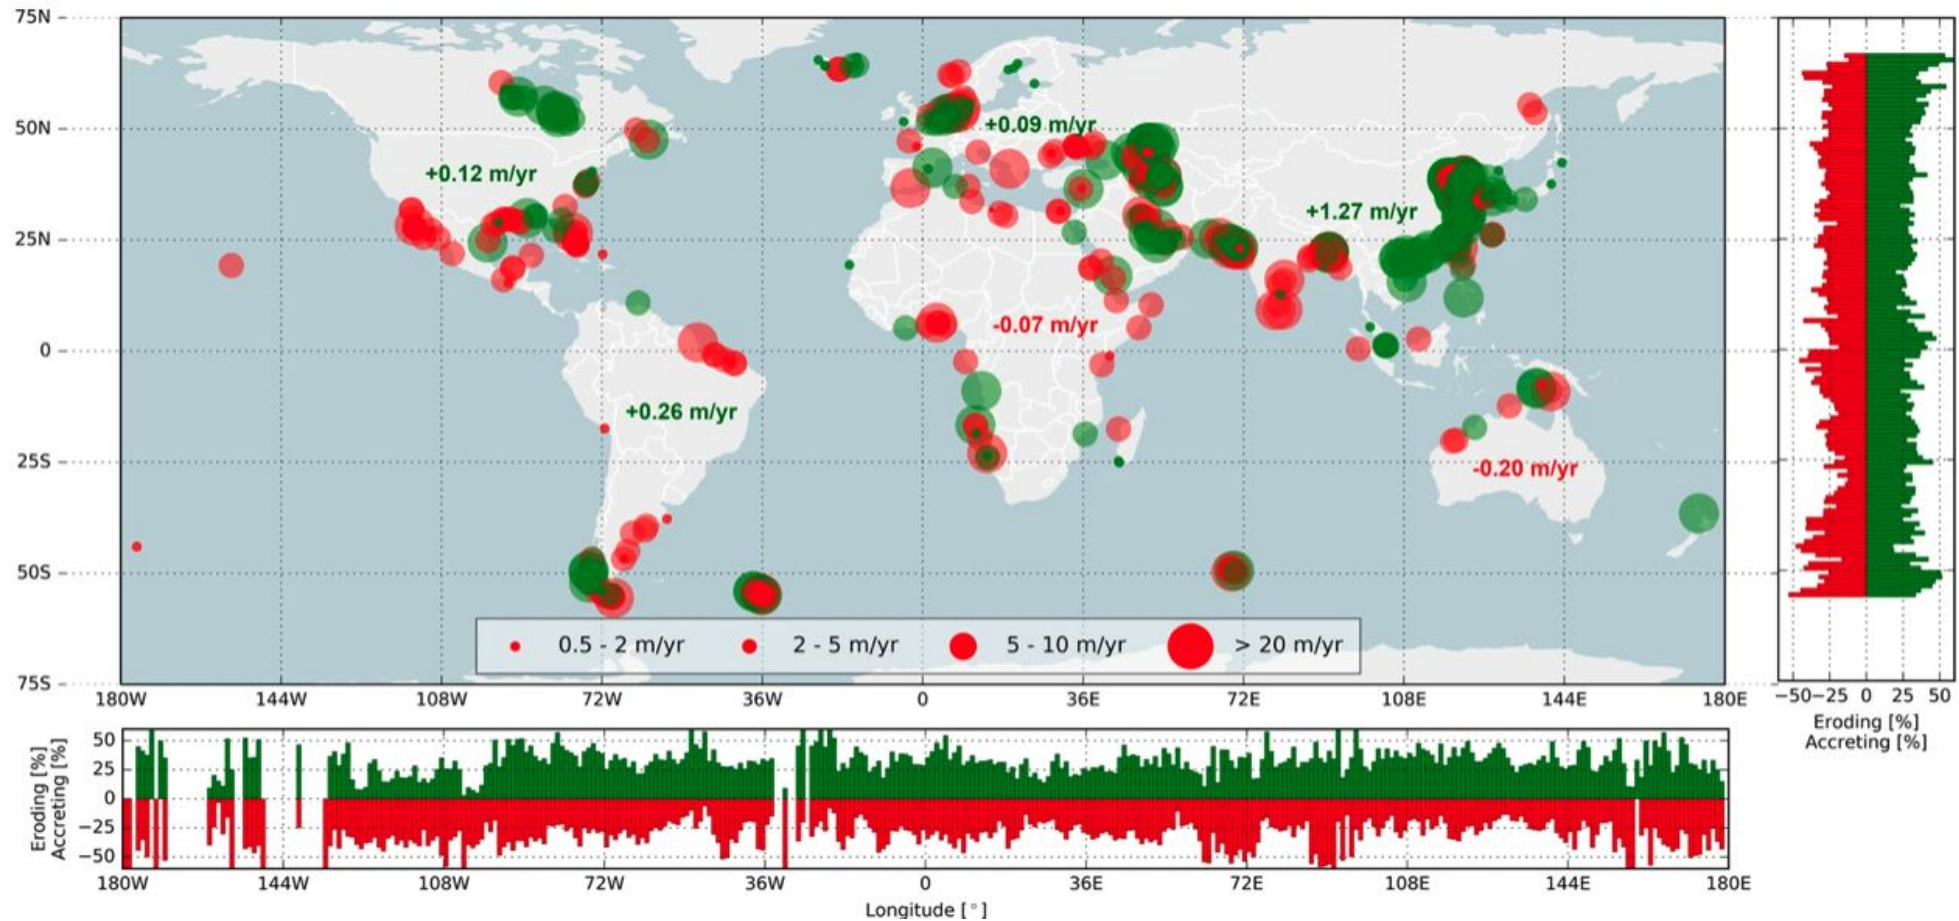 75N
50N
25N
0
25S
50S
75S
+0.12 m/yr
+0.09 m/yr
+1.27 m/yr
-0.07 m/yr
+0.26 m/yr
-0.20 m/yr
0.5 - 2 m/yr 2 - 5 m/yr 5 - 10 m/yr > 20 m/yr
180W 144W 108W 72W 36W 0 36E 72E 108E 144E 180E
−50 −25 0 25 50
Eroding [%]
Accreting [%]
Eroding [%]
Accreting [%]
50
25
0
−25
−50
180W 144W 108W 72W 36W 0 36E 72E 108E 144E 180E
Longitude [°]